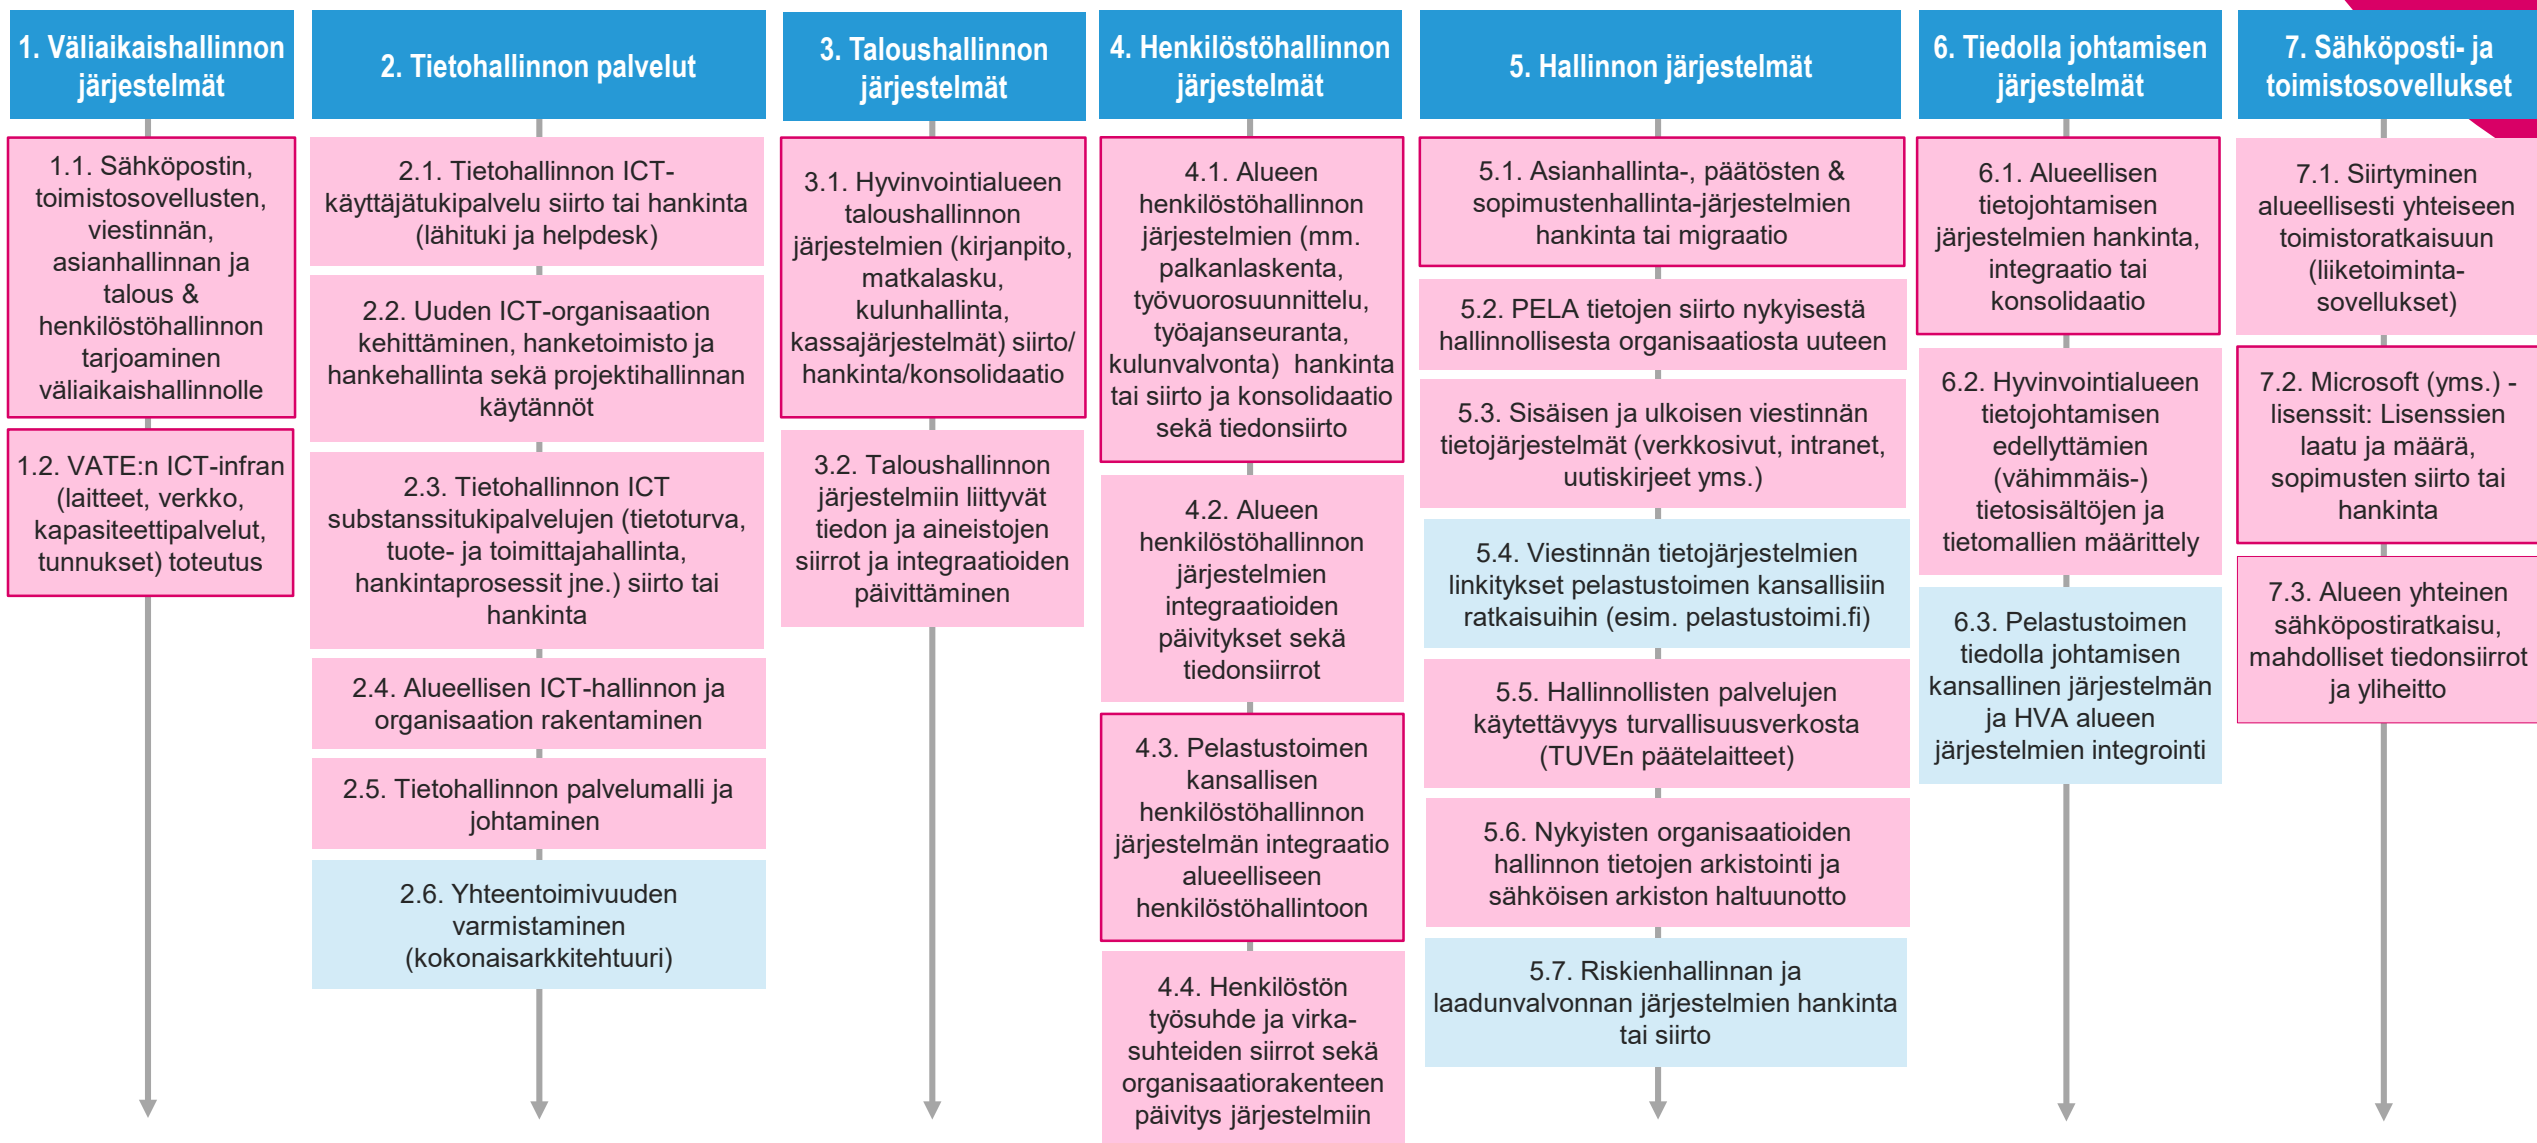 1. Väliaikaishallinnon
järjestelmät
1.1. Sähköpostin,
toimistosovellusten,
viestinnän,
asianhallinnan ja
talous &
henkilöstöhallinnon
tarjoaminen
väliaikaishallinnolle
1.2. VATE:n ICT-infran
(laitteet, verkko,
kapasiteettipalvelut,
tunnukset) toteutus
2. Tietohallinnon palvelut
2.1. Tietohallinnon ICT-
käyttäjätukipalvelu siirto tai hankinta
(lähituki ja helpdesk)
2.2. Uuden ICT-organisaation
kehittäminen, hanketoimisto ja
hankehallinta sekä projektihallinnan
käytännöt
2.3. Tietohallinnon ICT
substanssitukipalvelujen (tietoturva,
tuote- ja toimittajahallinta,
hankintaprosessit jne.) siirto tai
hankinta
2.4. Alueellisen ICT-hallinnon ja
organisaation rakentaminen
2.5. Tietohallinnon palvelumalli ja
johtaminen
2.6. Yhteentoimivuuden
varmistaminen
(kokonaisarkkitehtuuri)
3. Taloushallinnon
järjestelmät
3.1. Hyvinvointialueen
taloushallinnon
järjestelmien (kirjanpito,
matkalasku,
kulunhallinta,
kassajärjestelmät) siirto/
hankinta/konsolidaatio
3.2. Taloushallinnon
järjestelmiin liittyvät
tiedon ja aineistojen
siirrot ja integraatioiden
päivittäminen
4. Henkilöstöhallinnon
järjestelmät
4.1. Alueen
henkilöstöhallinnon
järjestelmien (mm.
palkanlaskenta,
työvuorosuunnittelu,
työajanseuranta,
kulunvalvonta) hankinta
tai siirto ja konsolidaatio
sekä tiedonsiirto
4.2. Alueen
henkilöstöhallinnon
järjestelmien
integraatioiden
päivitykset sekä
tiedonsiirrot
4.3. Pelastustoimen
kansallisen
henkilöstöhallinnon
järjestelmän integraatio
alueelliseen
henkilöstöhallintoon
4.4. Henkilöstön
työsuhde ja virka-
suhteiden siirrot sekä
organisaatiorakenteen
päivitys järjestelmiin
5. Hallinnon järjestelmät
5.1. Asianhallinta-, päätösten &
sopimustenhallinta-järjestelmien
hankinta tai migraatio
5.2. PELA tietojen siirto nykyisestä
hallinnollisesta organisaatiosta uuteen
5.3. Sisäisen ja ulkoisen viestinnän
tietojärjestelmät (verkkosivut, intranet,
uutiskirjeet yms.)
5.4. Viestinnän tietojärjestelmien
linkitykset pelastustoimen kansallisiin
ratkaisuihin (esim. pelastustoimi.fi)
5.5. Hallinnollisten palvelujen
käytettävyys turvallisuusverkosta
(TUVEn päätelaitteet)
5.6. Nykyisten organisaatioiden
hallinnon tietojen arkistointi ja
sähköisen arkiston haltuunotto
5.7. Riskienhallinnan ja
laadunvalvonnan järjestelmien hankinta
tai siirto
6. Tiedolla johtamisen
järjestelmät
6.1. Alueellisen
tietojohtamisen
järjestelmien hankinta,
integraatio tai
konsolidaatio
6.2. Hyvinvointialueen
tietojohtamisen
edellyttämien
(vähimmäis-)
tietosisältöjen ja
tietomallien määrittely
6.3. Pelastustoimen
tiedolla johtamisen
kansallinen järjestelmän
ja HVA alueen
järjestelmien integrointi
7. Sähköposti- ja
toimistosovellukset
7.1. Siirtyminen
alueellisesti yhteiseen
toimistoratkaisuun
(liiketoiminta-
sovellukset)
7.2. Microsoft (yms.) -
lisenssit: Lisenssien
laatu ja määrä,
sopimusten siirto tai
hankinta
7.3. Alueen yhteinen
sähköpostiratkaisu,
mahdolliset tiedonsiirrot
ja yliheitto